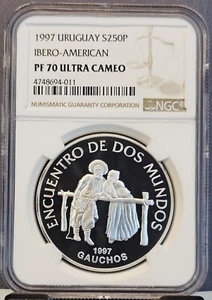 1997 URUGUAY S250P
IBERO-AMERICAN
PF 70 ULTRA CAMEO
4748694-011
NUMISMATIC GUARANTY CORPORATION
NGC
ENCUENTRO DE DOS MUNDOS
1997
GAUCHOS